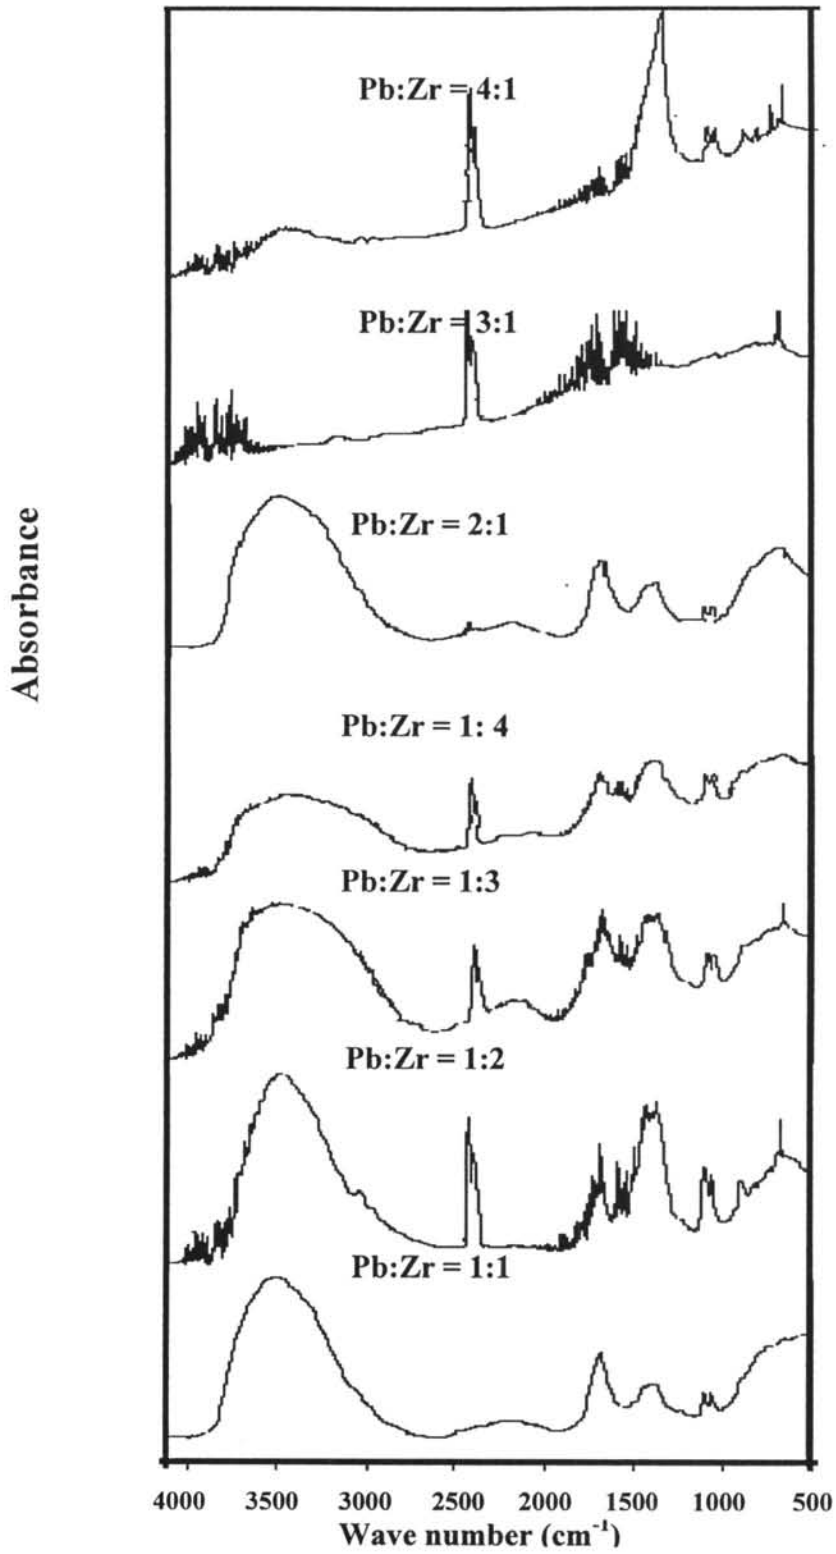 Pb:Zr = 4:1
Pb:Zr = 3:1
Pb:Zr = 2:1
Pb:Zr = 1: 4
Pb:Zr = 1:3
Pb:Zr = 1:2
Pb:Zr = 1:1
Absorbance
4000 3500 3000 2500 2000 1500 1000 500
Wave number (cm⁻¹)